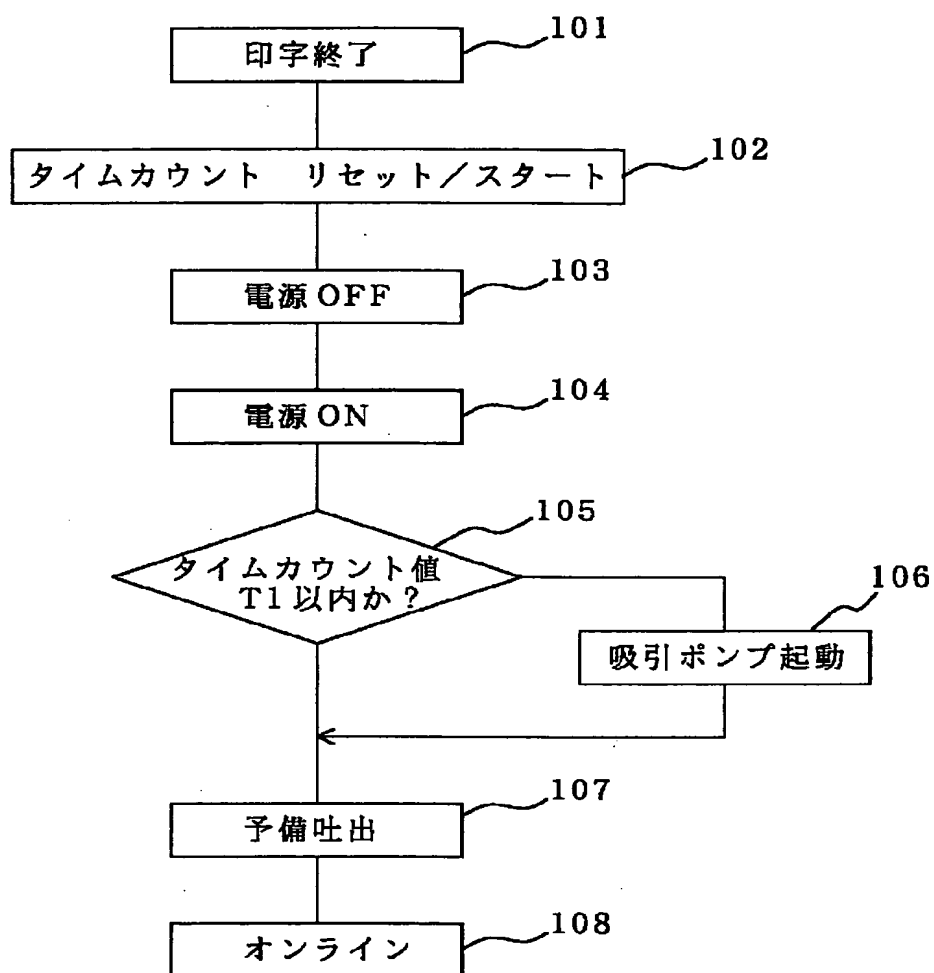 101
印字終了
102
タイムカウント　リセット／スタート
103
電源OFF
104
電源ON
105
タイムカウント値
T1以内か？
106
吸引ポンプ起動
107
予備吐出
108
オンライン